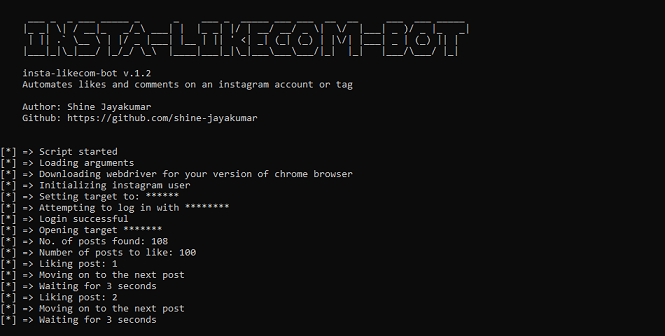 INSTA-LIKECOM-BOT
insta-likecom-bot v.1.2
Automates likes and comments on an instagram account or tag
Author: Shine Jayakumar
Github: https://github.com/shine-jayakumar
[*] => Script started
[*] => Loading arguments
[*] => Downloading webdriver for your version of chrome browser
[*] => Initializing instagram user
[*] => Setting target to: ******
[*] => Attempting to log in with ********
[*] => Login successful
[*] => Opening target *******
[*] => No. of posts found: 108
[*] => Number of posts to like: 100
[*] => Liking post: 1
[*] => Moving on to the next post
[*] => Waiting for 3 seconds
[*] => Liking post: 2
[*] => Moving on to the next post
[*] => Waiting for 3 seconds